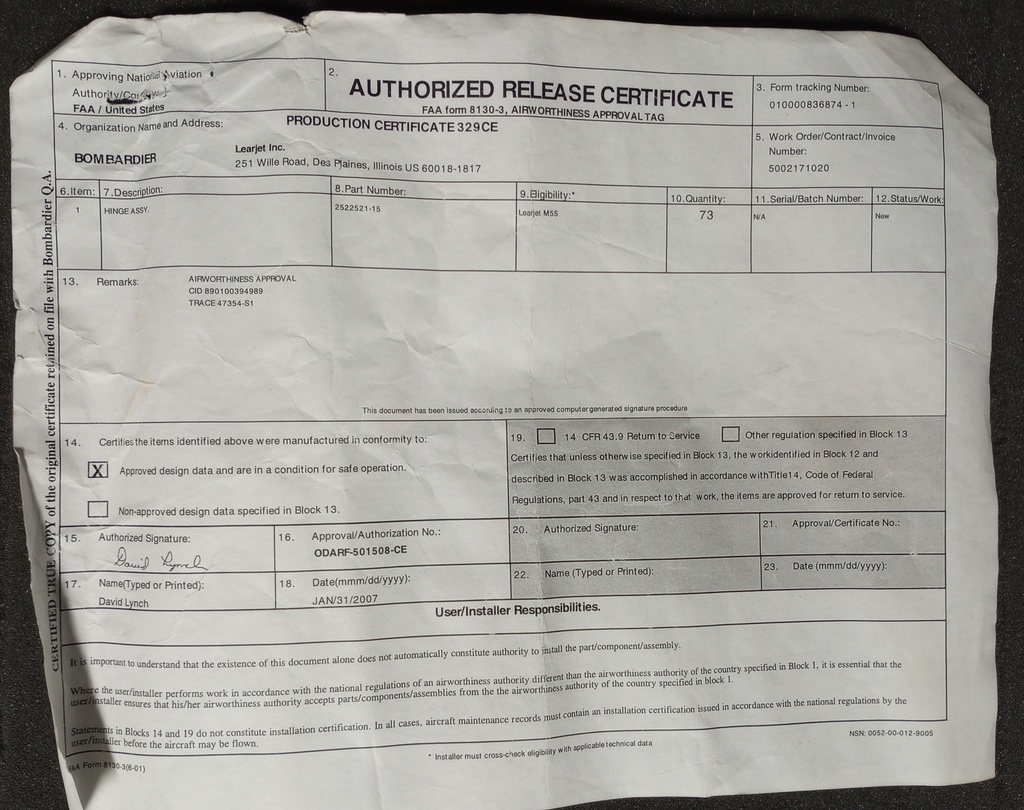 1. Approving National Aviation
Authority/Country
FAA / United States
2.
AUTHORIZED RELEASE CERTIFICATE
FAA form 8130-3, AIRWORTHINESS APPROVAL TAG
PRODUCTION CERTIFICATE 329CE
3. Form tracking Number:
010000836874 - 1
4. Organization Name and Address:
BOMBARDIER
Learjet Inc.
251 Wille Road, Des Plaines, Illinois US 60018-1817
5. Work Order/Contract/Invoice
Number:
5002171020
6.Item: 7.Description: 8.Part Number: 9.Eligibility:* 10.Quantity: 11.Serial/Batch Number: 12.Status/Work:
1 HINGE ASSY. 2522521-15 Learjet M55 73 N/A New
13. Remarks: AIRWORTHINESS APPROVAL
CID 890100394989
TRACE 47354-S1
This document has been issued according to an approved computer generated signature procedure
14. Certifies the items identified above were manufactured in conformity to:
X Approved design data and are in a condition for safe operation.
Non-approved design data specified in Block 13.
19. 14 CFR 43.9 Return to Service Other regulation specified in Block 13
Certifies that unless otherwise specified in Block 13, the workidentified in Block 12 and
described in Block 13 was accomplished in accordance withTitle14, Code of Federal
Regulations, part 43 and in respect to that work, the items are approved for return to service.
15. Authorized Signature:
David Lynch
16. Approval/Authorization No.:
ODARF-501508-CE
20. Authorized Signature:
21. Approval/Certificate No.:
17. Name(Typed or Printed):
David Lynch
18. Date(mmm/dd/yyyy):
JAN/31/2007
22. Name (Typed or Printed):
23. Date (mmm/dd/yyyy):
User/Installer Responsibilities.
It is important to understand that the existence of this document alone does not automatically constitute authority to install the part/component/assembly.
Where the user/installer performs work in accordance with the national regulations of an airworthiness authority different than the airworthiness authority of the country specified in Block 1, it is essential that the
user/installer ensures that his/her airworthiness authority accepts parts/components/assemblies from the the airworthiness authority of the country specified in block 1.
Statements in Blocks 14 and 19 do not constitute installation certification. In all cases, aircraft maintenance records must contain an installation certification issued in accordance with the national regulations by the
user/installer before the aircraft may be flown.
FAA Form 8130-3(6-01)
* Installer must cross-check eligibility with applicable technical data
NSN: 0052-00-012-9005
CERTIFIED TRUE COPY of the original certificate retained on file with Bombardier Q.A.